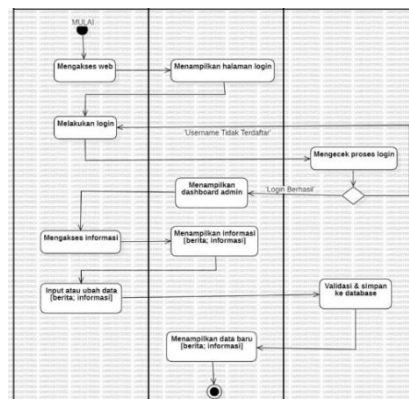 MULAI
Mengakses web
Menampilkan halaman login
Melakukan login
'Username Tidak Terdaftar'
Mengecek proses login
Menampilkan
dashboard admin
'Login Berhasil'
Mengakses informasi
Menampilkan informasi
[berita; informasi]
Input atau ubah data
[berita; informasi]
Validasi & simpan
ke database
Menampilkan data baru
[berita; informasi]